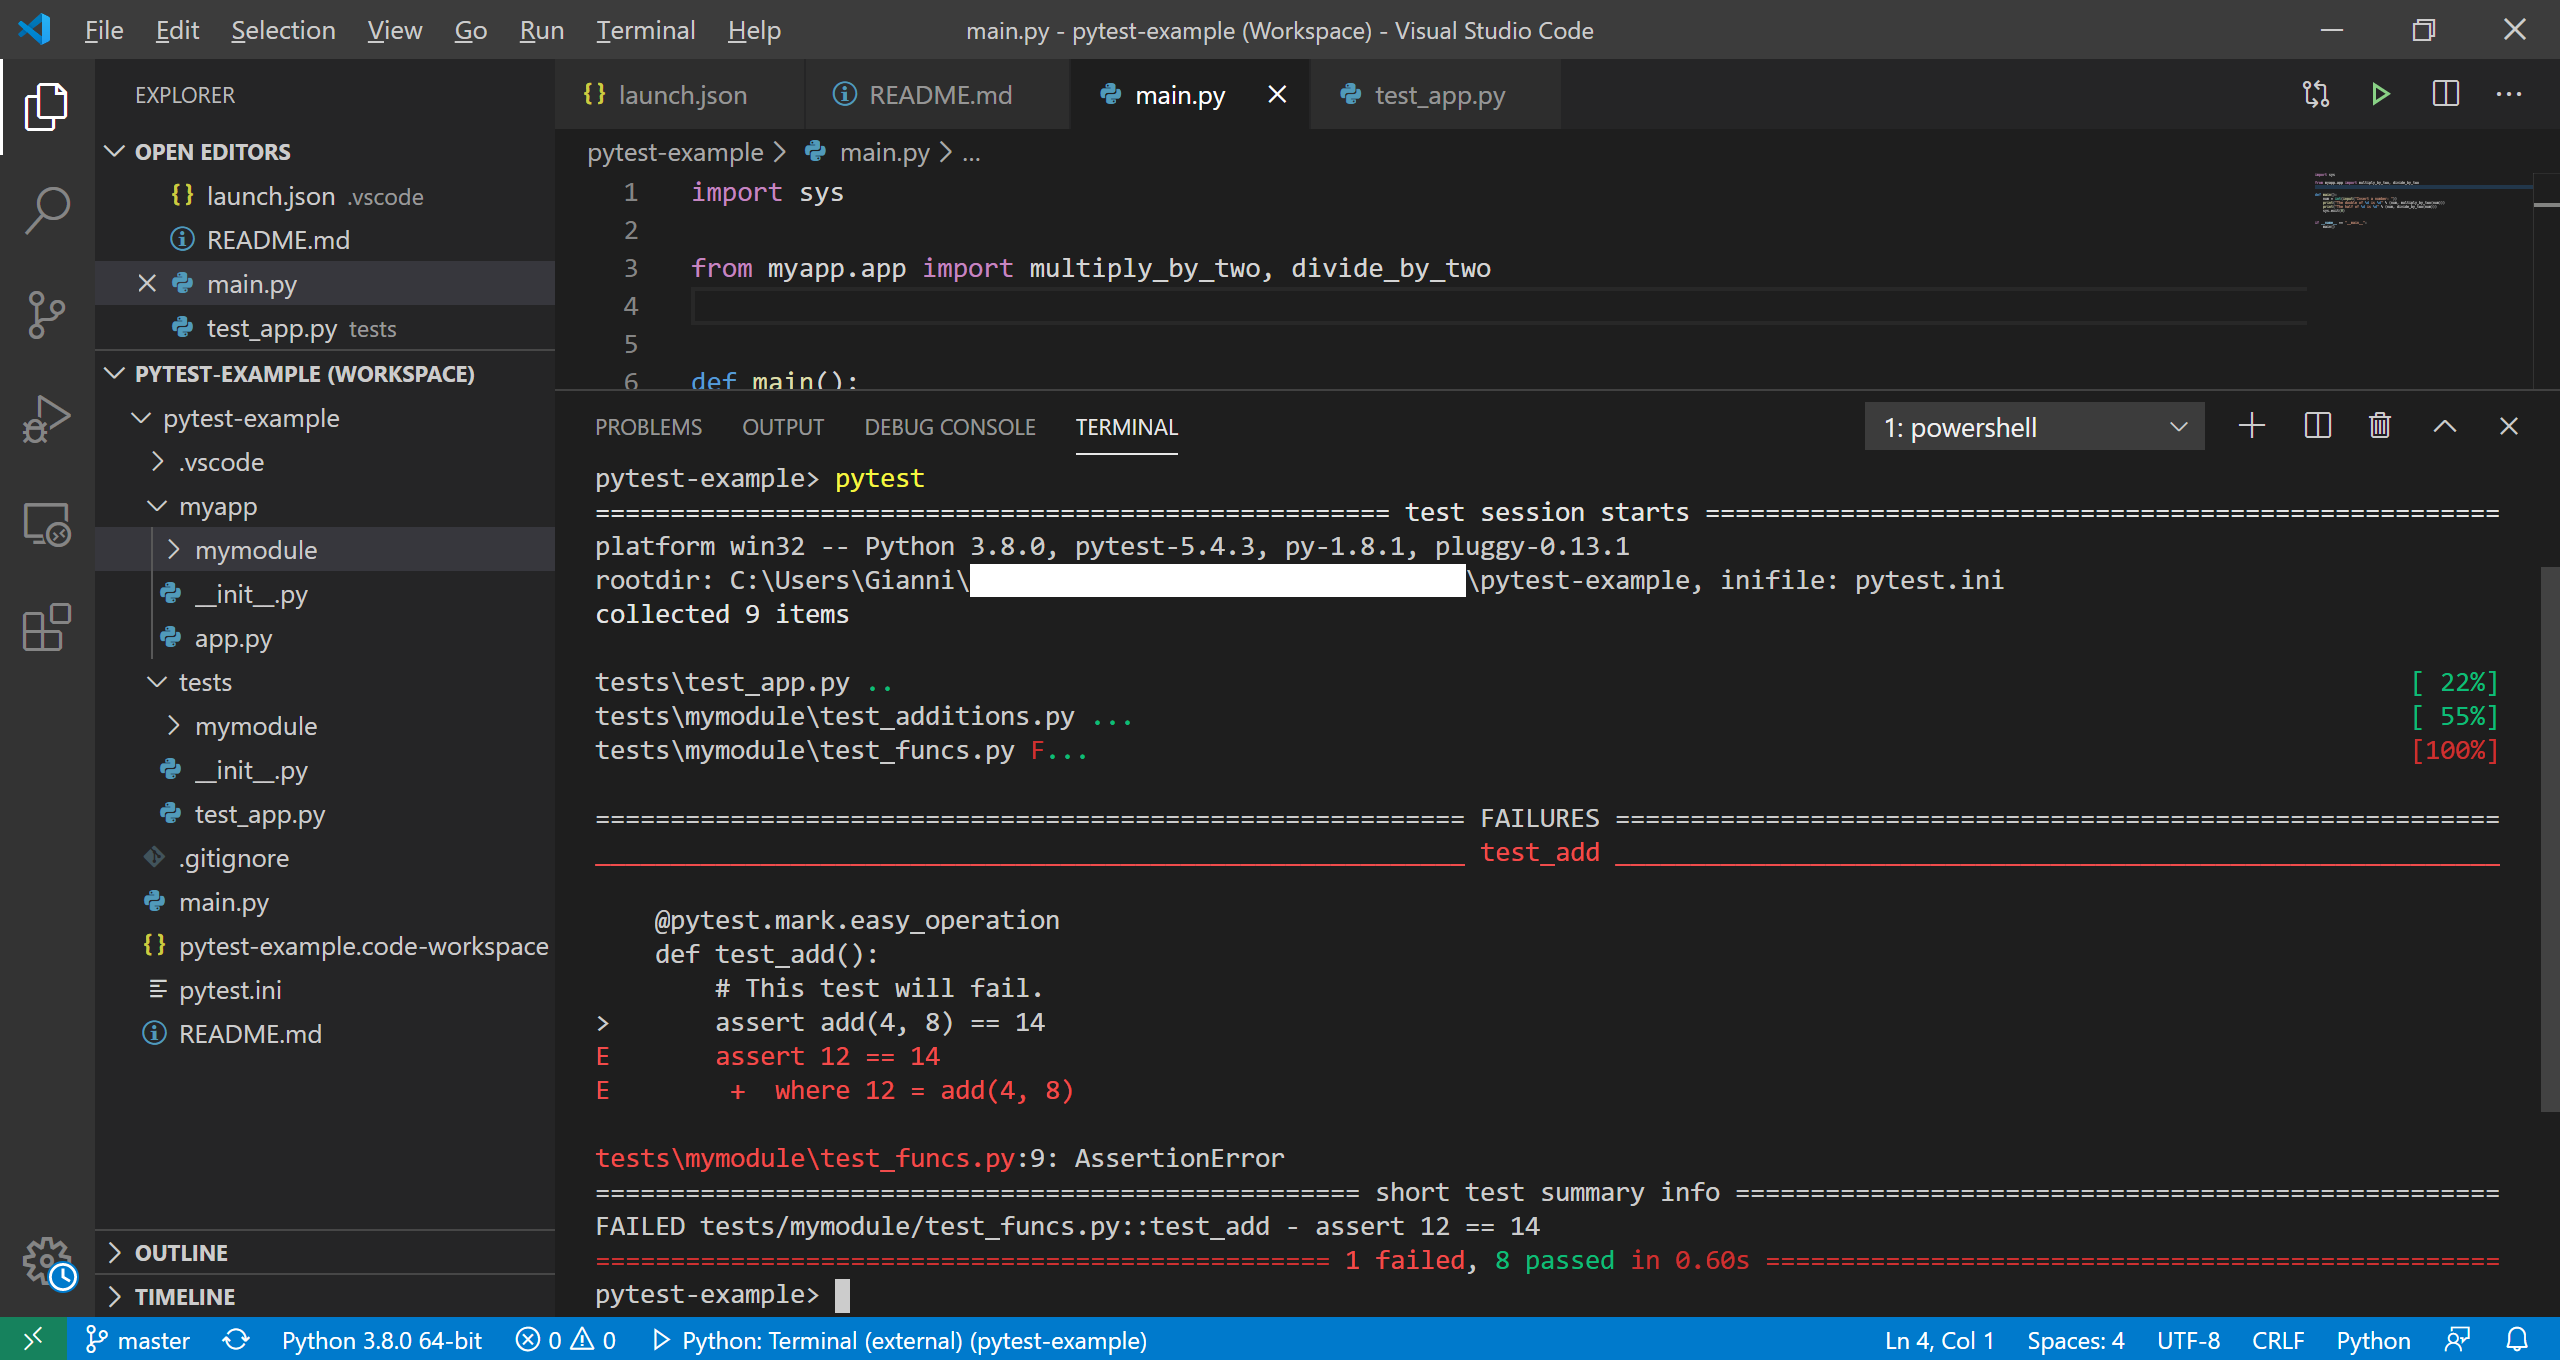 File Edit Selection View Go Run Terminal Help
main.py - pytest-example (Workspace) - Visual Studio Code
EXPLORER
OPEN EDITORS
launch.json .vscode
README.md
main.py
test_app.py tests
PYTEST-EXAMPLE (WORKSPACE)
pytest-example
.vscode
myapp
mymodule
__init__.py
app.py
tests
mymodule
__init__.py
test_app.py
.gitignore
main.py
pytest-example.code-workspace
pytest.ini
README.md
OUTLINE
TIMELINE
launch.json README.md main.py test_app.py
pytest-example > main.py > ...
1 import sys
2
3 from myapp.app import multiply_by_two, divide_by_two
4
5
6 def main():
PROBLEMS OUTPUT DEBUG CONSOLE TERMINAL
1: powershell
pytest-example> pytest
===================================================== test session starts =====================================================
platform win32 -- Python 3.8.0, pytest-5.4.3, py-1.8.1, pluggy-0.13.1
rootdir: C:\Users\Gianni\ \pytest-example, inifile: pytest.ini
collected 9 items
tests\test_app.py .. [ 22%]
tests\mymodule\test_additions.py ... [ 55%]
tests\mymodule\test_funcs.py F... [100%]
========================================================== FAILURES ===========================================================
__________________________________________________________ test_add ___________________________________________________________
@pytest.mark.easy_operation
def test_add():
# This test will fail.
> assert add(4, 8) == 14
E assert 12 == 14
E + where 12 = add(4, 8)
tests\mymodule\test_funcs.py:9: AssertionError
=================================================== short test summary info ===================================================
FAILED tests/mymodule/test_funcs.py::test_add - assert 12 == 14
================================================= 1 failed, 8 passed in 0.60s =================================================
pytest-example>
master Python 3.8.0 64-bit 0 0 Python: Terminal (external) (pytest-example) Ln 4, Col 1 Spaces: 4 UTF-8 CRLF Python